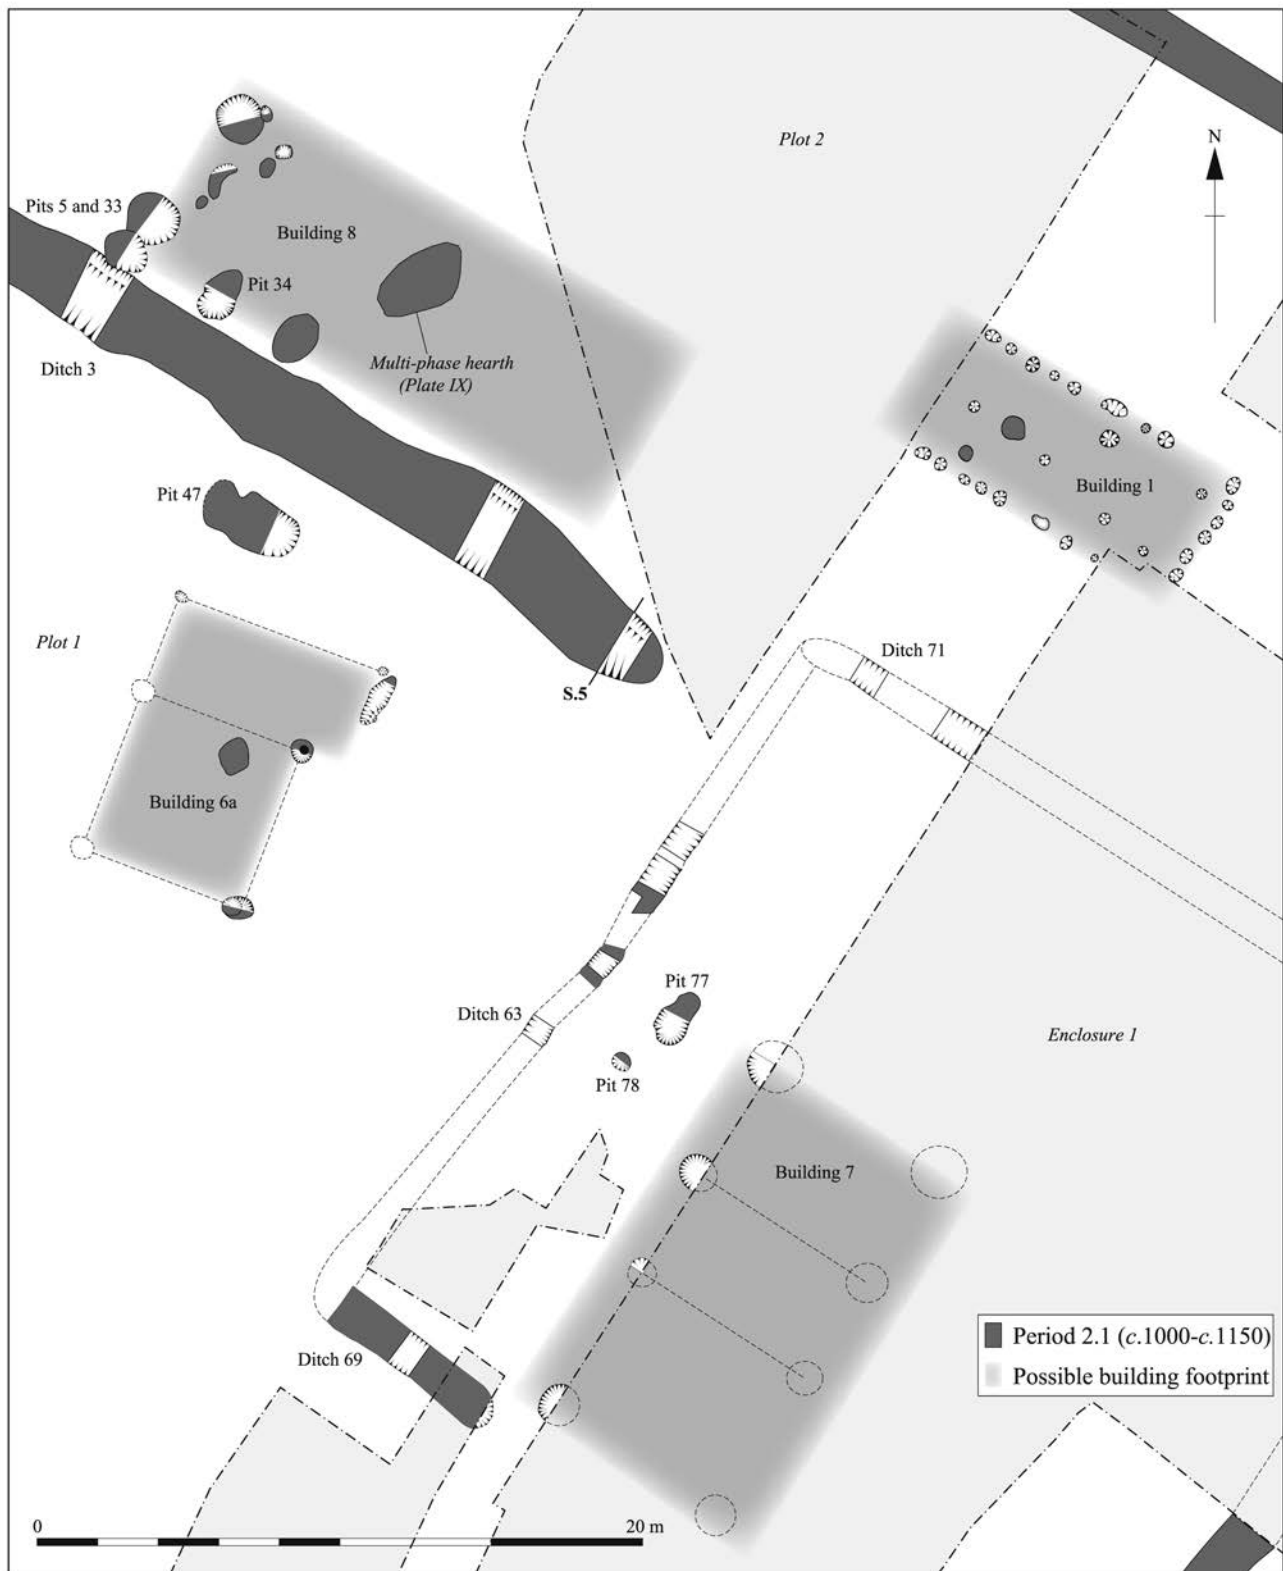 Plot 2
N
Pits 5 and 33
Building 8
Pit 34
Ditch 3
Multi-phase hearth
(Plate IX)
Building 1
Pit 47
Plot 1
S.5
Ditch 71
Building 6a
Pit 77
Ditch 63
Enclosure 1
Pit 78
Building 7
Period 2.1 (c.1000-c.1150)
Possible building footprint
Ditch 69
0 20 m